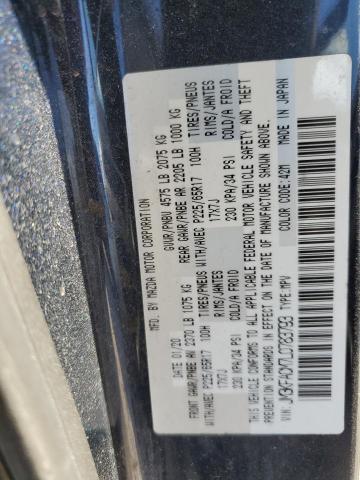 MFD. BY MAZDA MOTOR CORPORATION
DATE: 01/20 GVWR/PNBV 4575 LB 2075 KG
FRONT GAWR/PNBE AV 2370 LB 1075 KG REAR GAWR/PNBE AR 2205 LB 1000 KG
WITH/AVEC P225/65R17 100H TIRES/PNEUS WITH/AVEC P225/65R17 100H TIRES/PNEUS
17X7J RIMS/JANTES 17X7J RIMS/JANTES
230 KPA/34 PSI COLD/A FROID 230 KPA/34 PSI COLD/A FROID
THIS VEHICLE CONFORMS TO ALL APPLICABLE FEDERAL MOTOR VEHICLE SAFETY AND THEFT
PREVENTION STANDARDS IN EFFECT ON THE DATE OF MANUFACTURE SHOWN ABOVE.
TYPE: MPV COLOR CODE: 42M MADE IN JAPAN